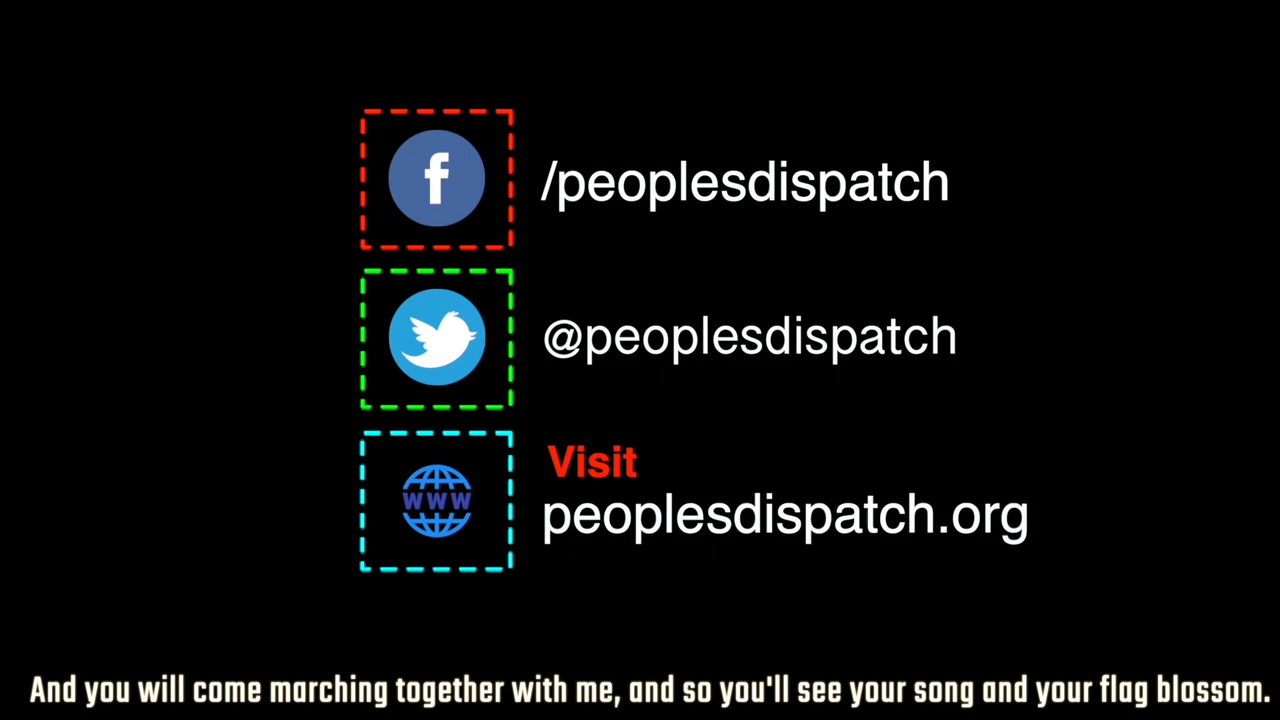 f
/peoplesdispatch
@peoplesdispatch
Visit
www
peoplesdispatch.org
And you will come marching together with me, and so you'll see your song and your flag blossom.